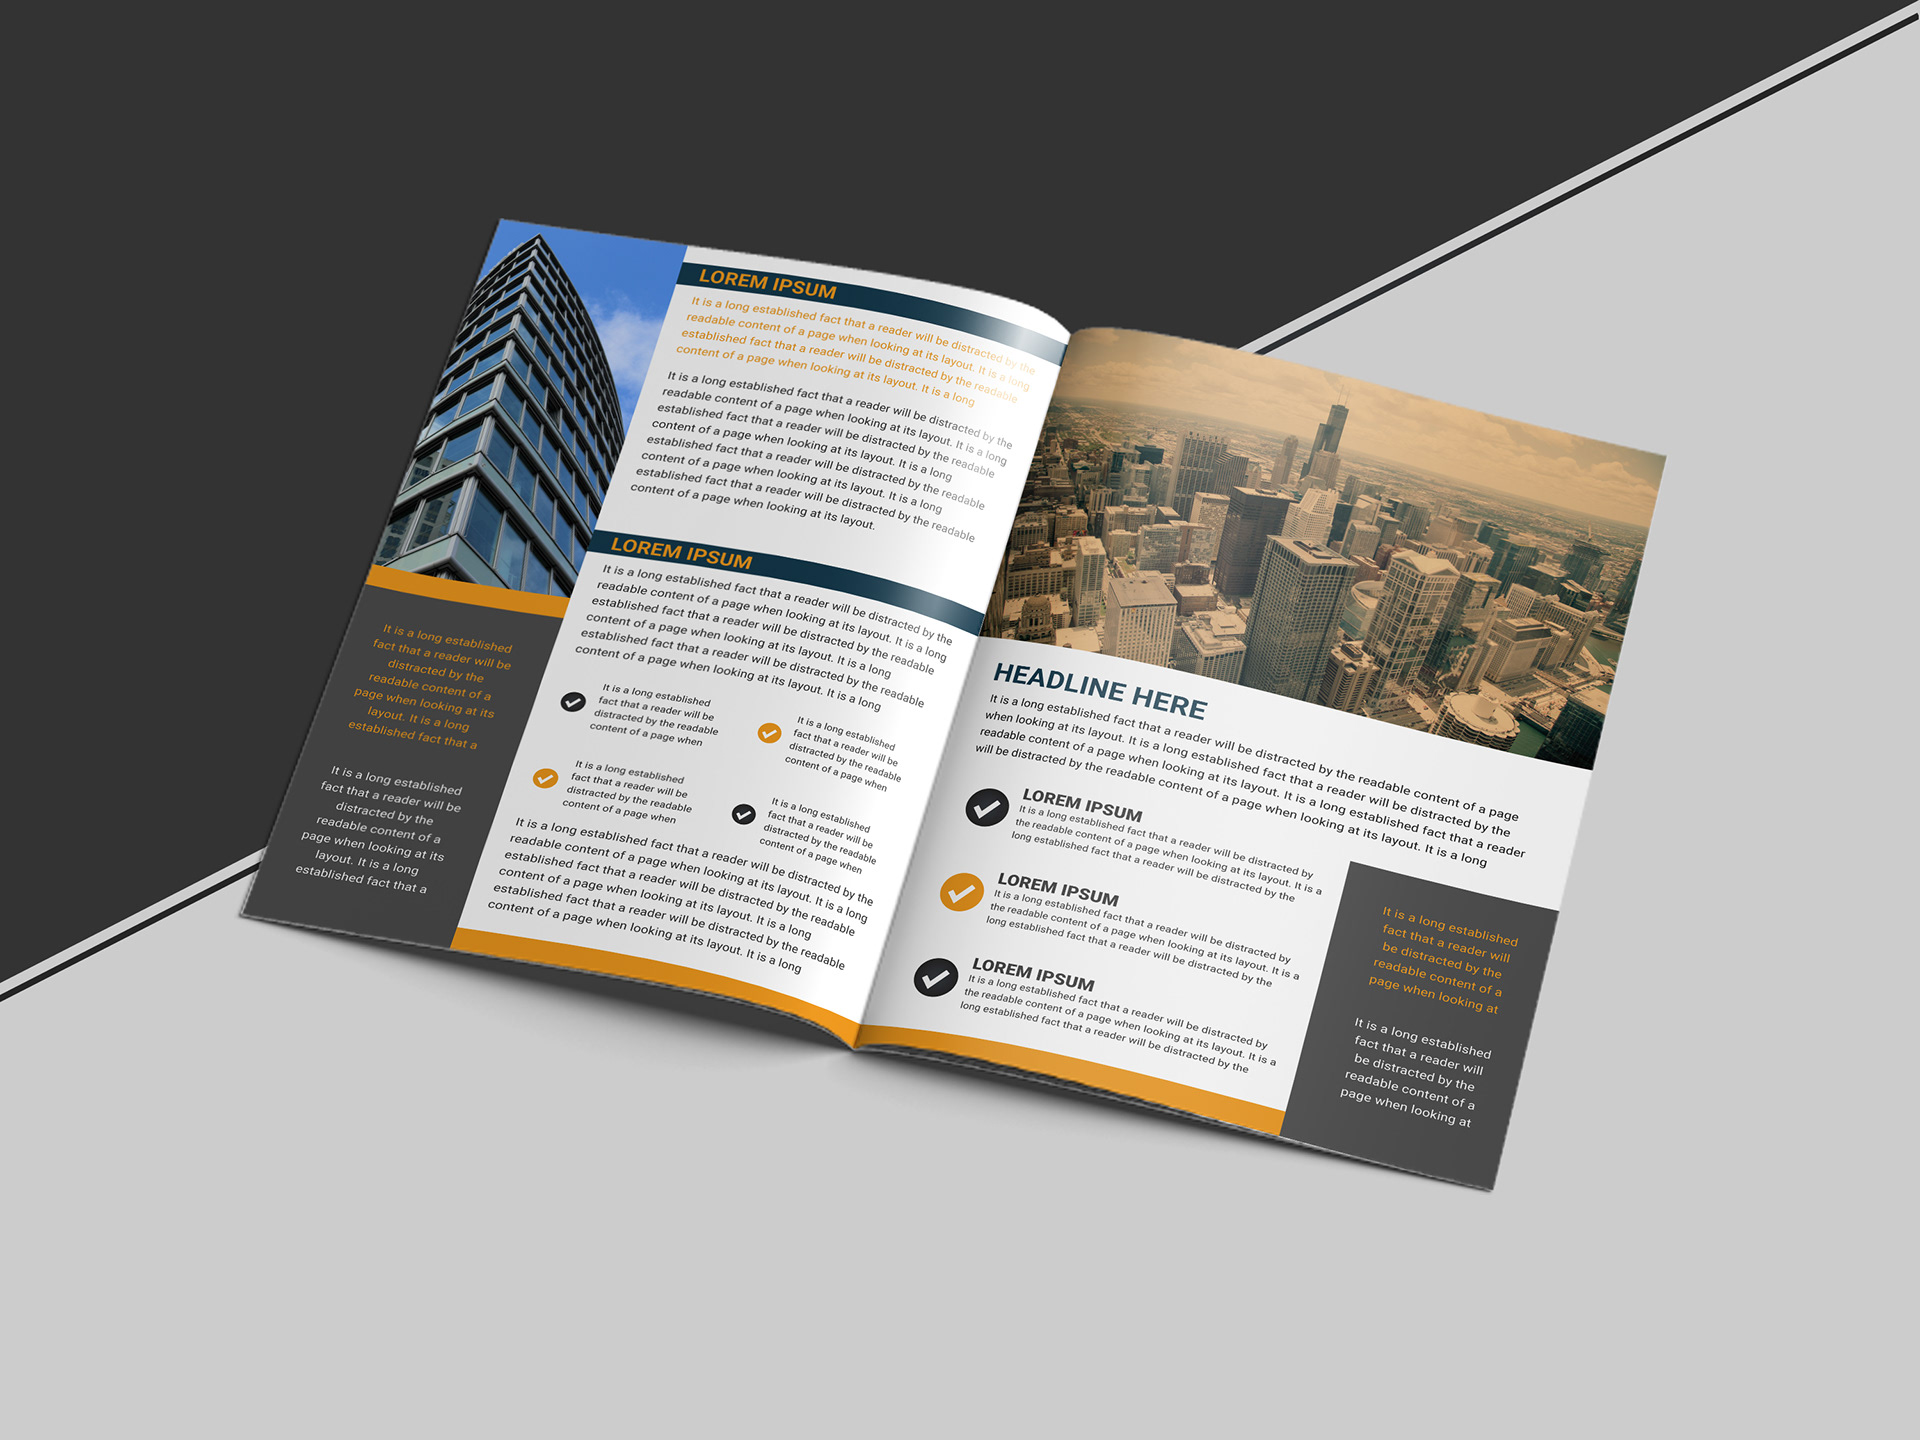 LOREM IPSUM
It is a long established fact that a reader will be distracted by the
readable content of a page when looking at its layout. It is a long
established fact that a reader will be distracted by the readable
content of a page when looking at its layout. It is a long
It is a long established fact that a reader will be distracted by the
readable content of a page when looking at its layout. It is a long
established fact that a reader will be distracted by the readable
content of a page when looking at its layout. It is a long
established fact that a reader will be distracted by the readable
content of a page when looking at its layout. It is a long
established fact that a reader will be distracted by the readable
content of a page when looking at its layout.
LOREM IPSUM
It is a long established fact that a reader will be distracted by the
readable content of a page when looking at its layout. It is a long
established fact that a reader will be distracted by the readable
content of a page when looking at its layout. It is a long
established fact that a reader will be distracted by the readable
content of a page when looking at its layout. It is a long
It is a long established
fact that a reader will be
distracted by the readable
content of a page when
It is a long established
fact that a reader will be
distracted by the readable
content of a page when
It is a long established
fact that a reader will be
distracted by the readable
content of a page when
It is a long established
fact that a reader will be
distracted by the readable
content of a page when
It is a long established fact that a reader will be distracted by the
readable content of a page when looking at its layout. It is a long
established fact that a reader will be distracted by the readable
content of a page when looking at its layout. It is a long
established fact that a reader will be distracted by the readable
content of a page when looking at its layout. It is a long
It is a long established
fact that a reader will be
distracted by the
readable content of a
page when looking at its
layout. It is a long
established fact that a
It is a long established
fact that a reader will be
distracted by the
readable content of a
page when looking at its
layout. It is a long
established fact that a
HEADLINE HERE
It is a long established fact that a reader will be distracted by the readable content of a page
when looking at its layout. It is a long established fact that a reader will be distracted by the
readable content of a page when looking at its layout. It is a long established fact that a reader
will be distracted by the readable content of a page when looking at its layout. It is a long
LOREM IPSUM
It is a long established fact that a reader will be distracted by
the readable content of a page when looking at its layout. It is a
long established fact that a reader will be distracted by the
LOREM IPSUM
It is a long established fact that a reader will be distracted by
the readable content of a page when looking at its layout. It is a
long established fact that a reader will be distracted by the
LOREM IPSUM
It is a long established fact that a reader will be distracted by
the readable content of a page when looking at its layout. It is a
long established fact that a reader will be distracted by the
It is a long established
fact that a reader will
be distracted by the
readable content of a
page when looking at
It is a long established
fact that a reader will
be distracted by the
readable content of a
page when looking at